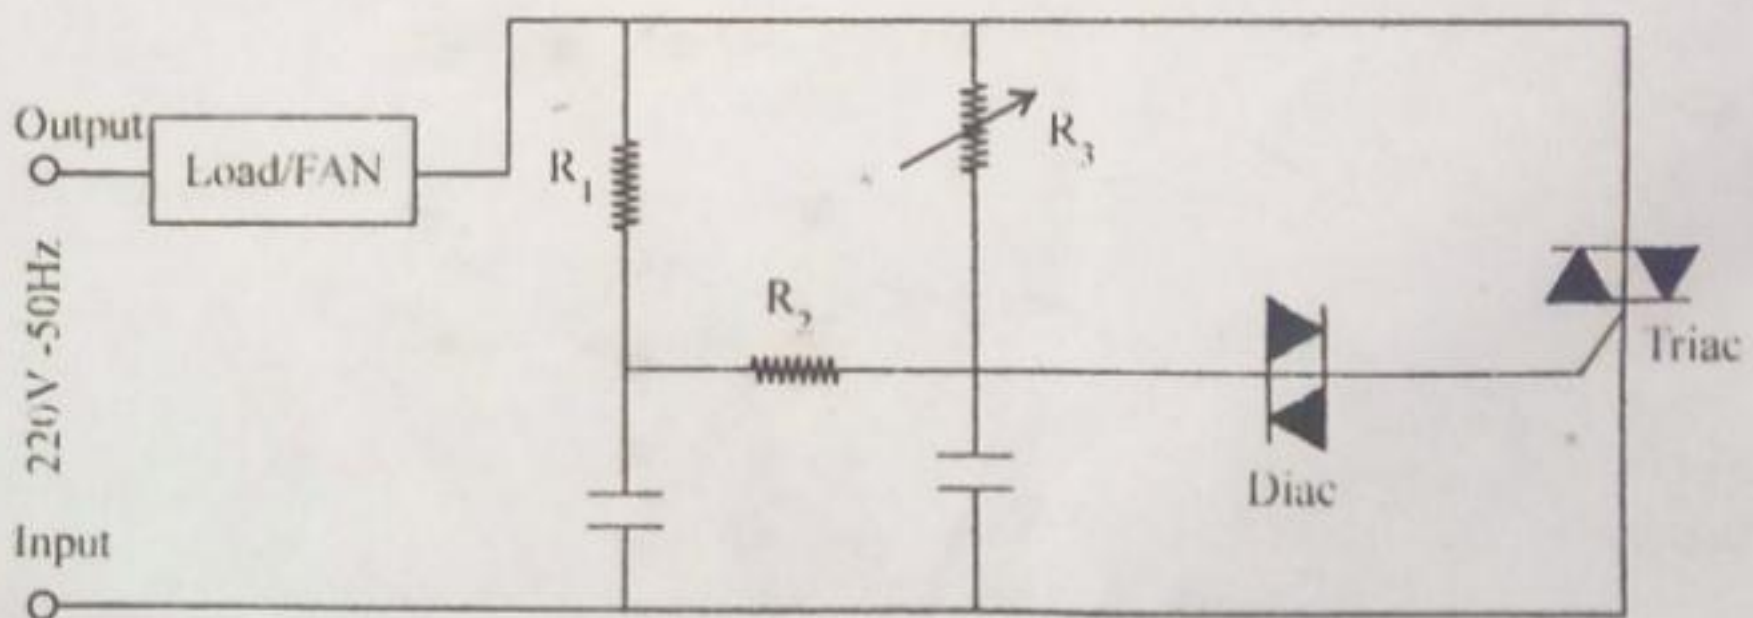 Output
Load/FAN
R1
R3
R2
220V -50Hz
Triac
Diac
Input